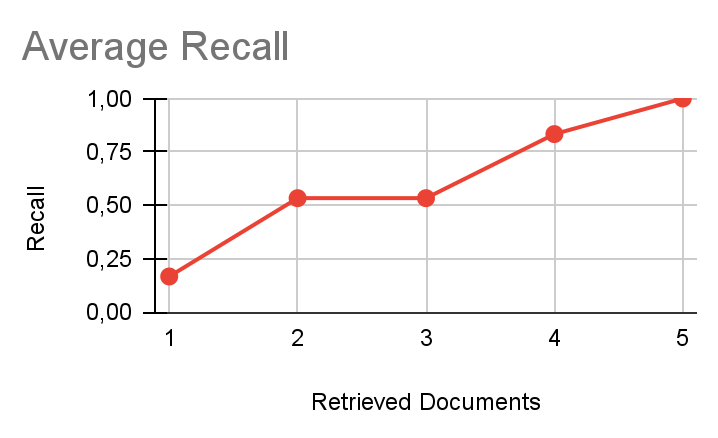 Average Recall
1,00
0,75
0,50
0,25
0,00
Recall
1 2 3 4 5
Retrieved Documents